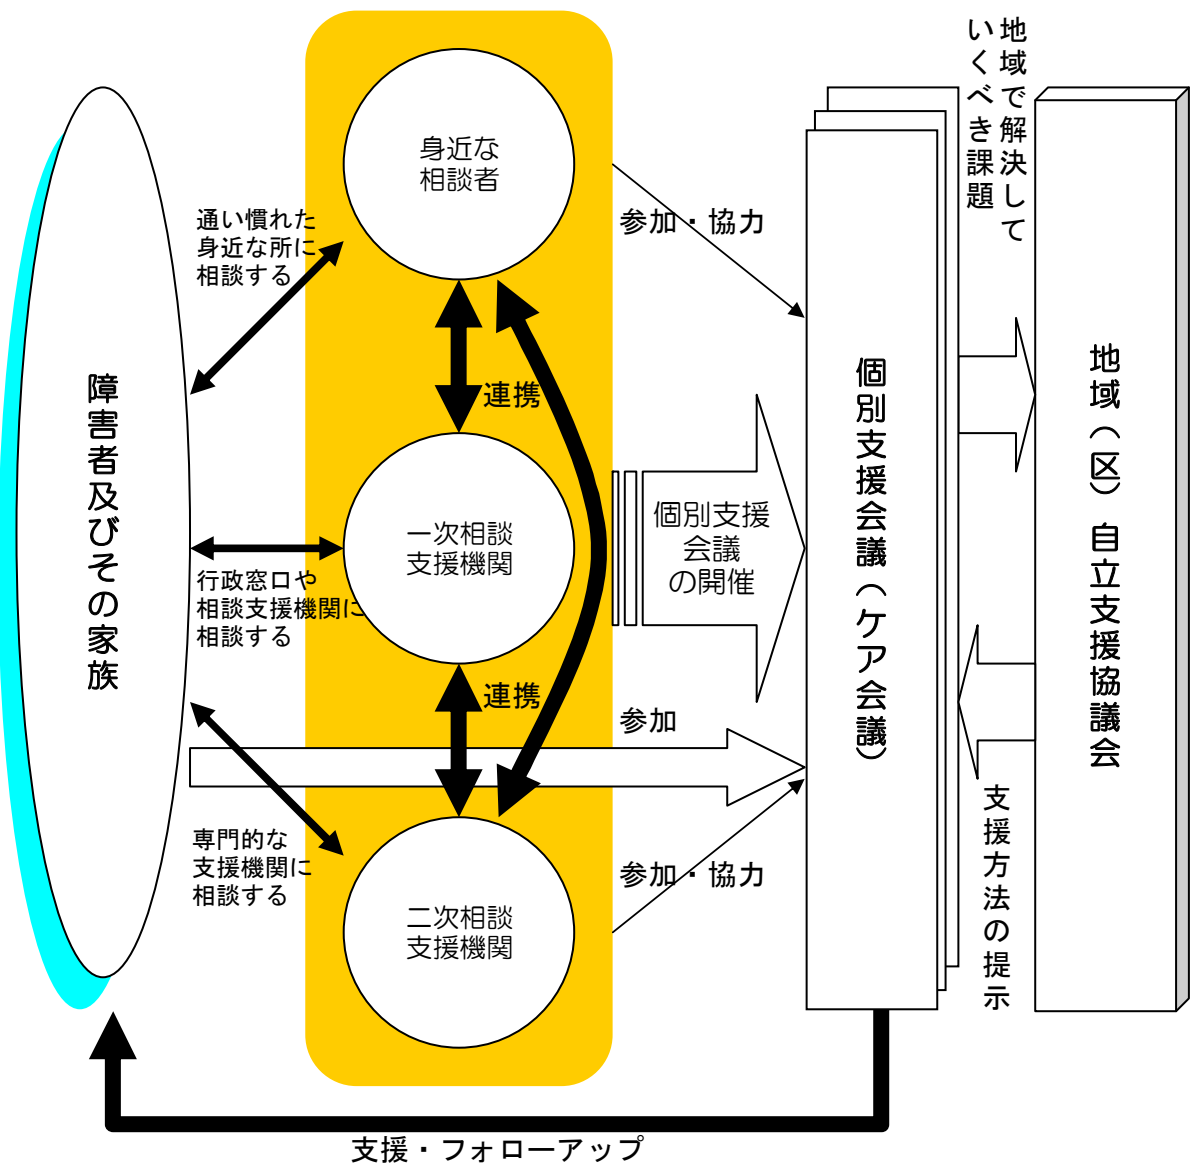 障害者及びその家族
通い慣れた
身近な所に
相談する
行政窓口や
相談支援機関に
相談する
専門的な
支援機関に
相談する
身近な
相談者
連携
一次相談
支援機関
連携
二次相談
支援機関
参加・協力
個別支援
会議
の開催
参加
参加・協力
個別支援会議（ケア会議）
地域で解決して
いくべき課題
支援方法の提示
地域（区）自立支援協議会
支援・フォローアップ